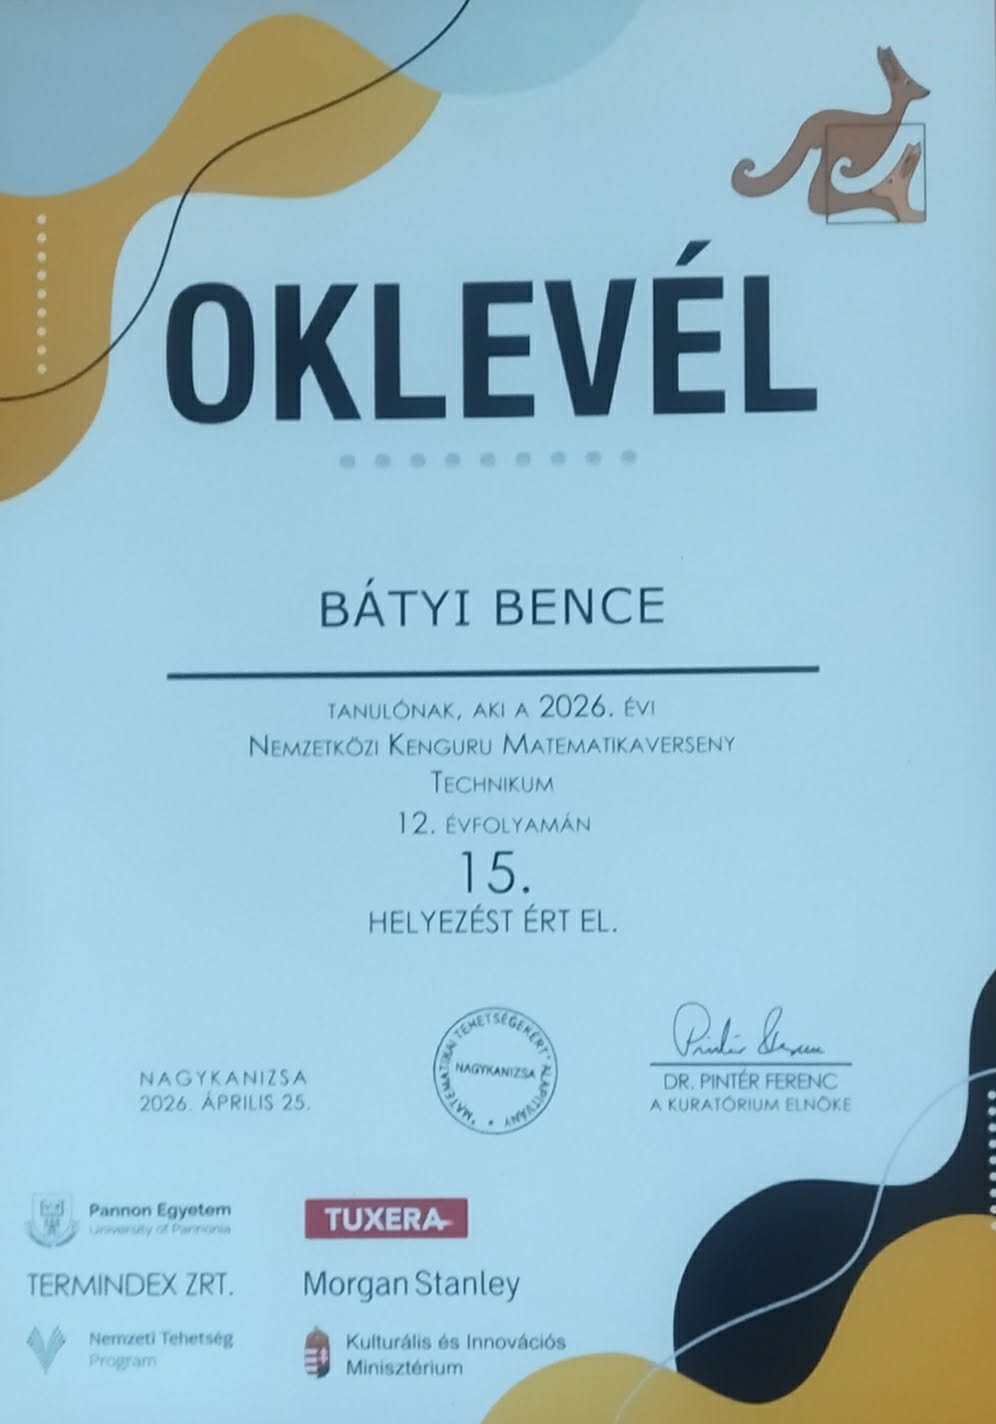 OKLEVÉL
BÁTYI BENCE
TANULÓNAK, AKI A 2026. ÉVI
NEMZETKÖZI KENGURU MATEMATIKAVERSENY
TECHNIKUM
12. ÉVFOLYAMÁN
15.
HELYEZÉST ÉRT EL.
NAGYKANIZSA
2026. ÁPRILIS 25.
"MATEMATIKAI TEHETSÉGEKÉRT" ALAPÍTVÁNY
NAGYKANIZSA
Pintér Ferenc
DR. PINTÉR FERENC
A KURATÓRIUM ELNÖKE
Pannon Egyetem
University of Pannonia
TUXERA
TERMINDEX ZRT.
Morgan Stanley
Nemzeti Tehetség
Program
Kulturális és Innovációs
Minisztérium